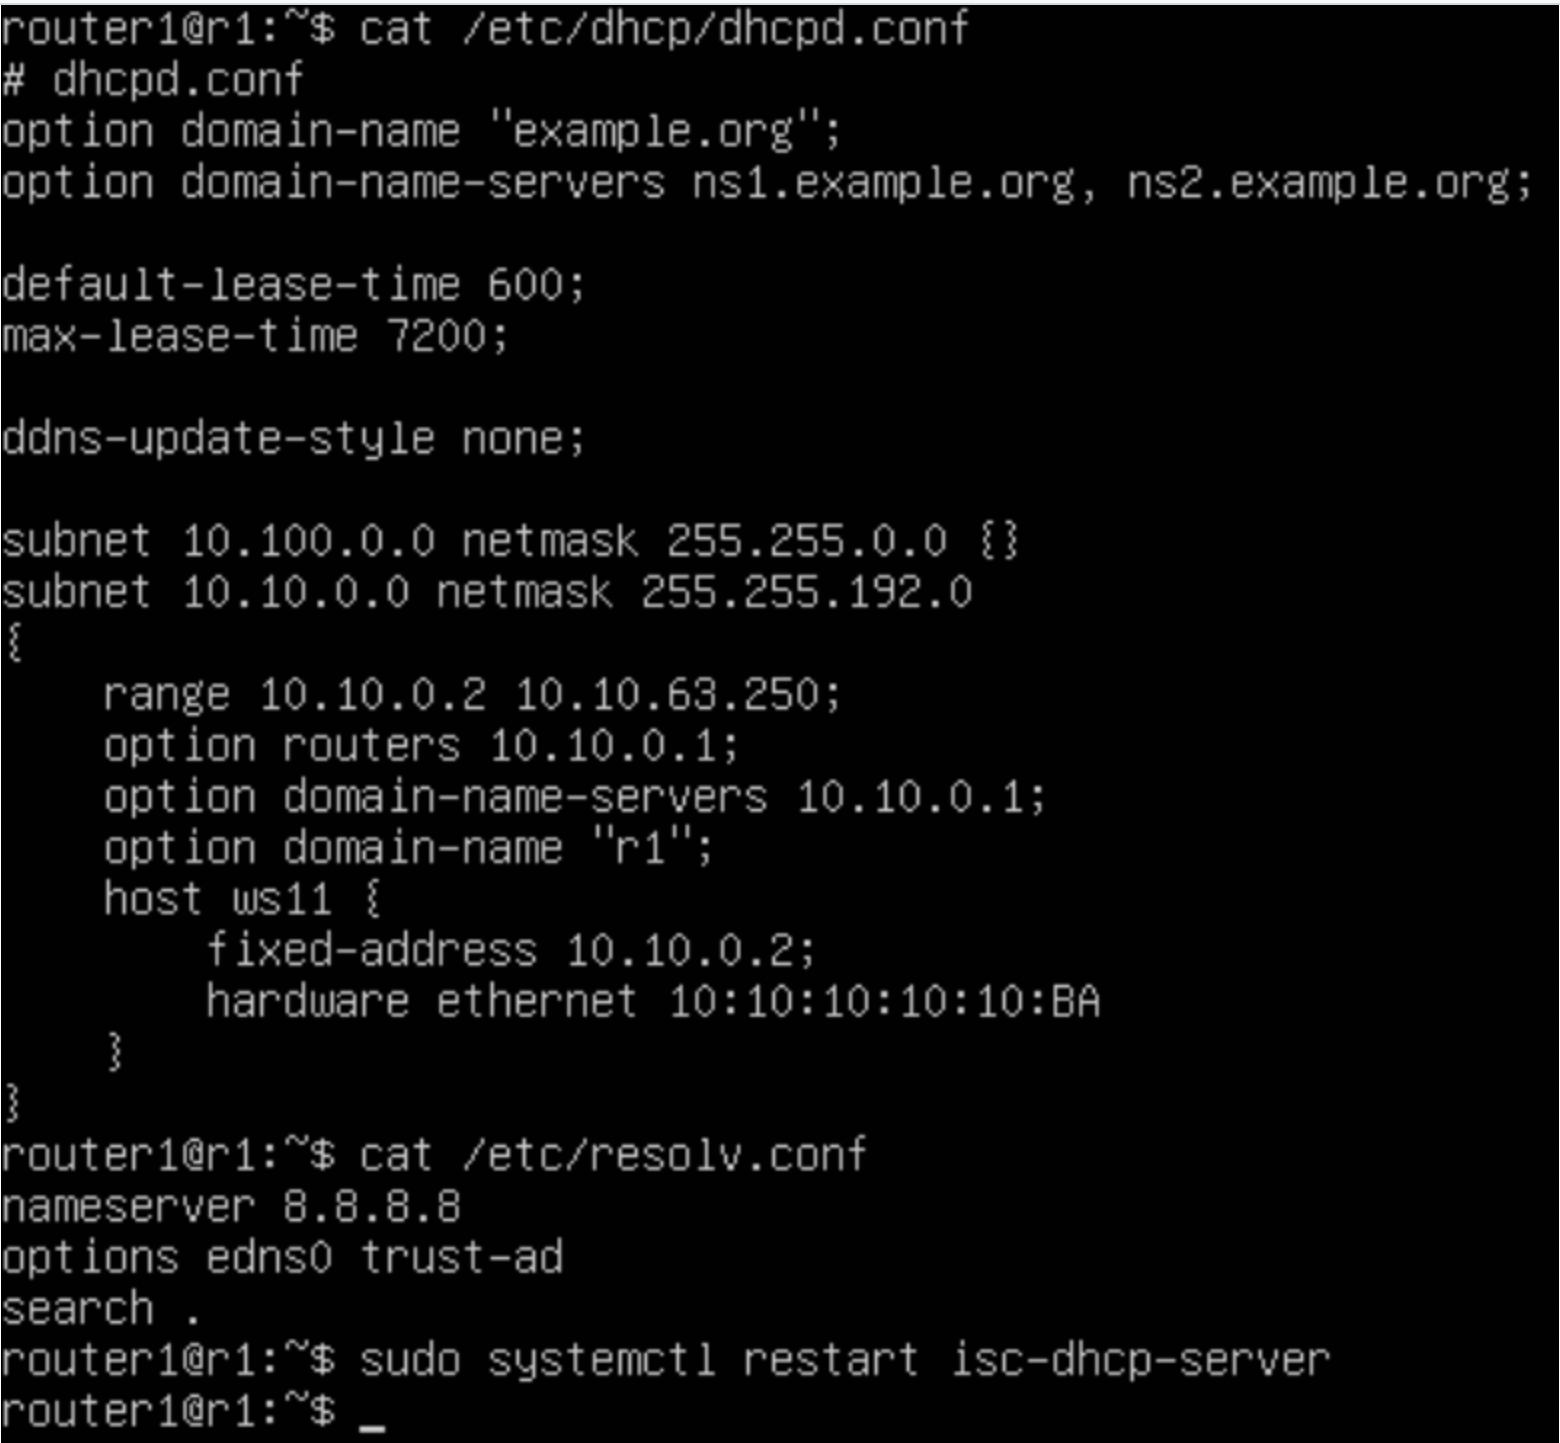 router1@r1:~$ cat /etc/dhcp/dhcpd.conf
# dhcpd.conf
option domain-name "example.org";
option domain-name-servers ns1.example.org, ns2.example.org;

default-lease-time 600;
max-lease-time 7200;

ddns-update-style none;

subnet 10.100.0.0 netmask 255.255.0.0 {}
subnet 10.10.0.0 netmask 255.255.192.0
{
    range 10.10.0.2 10.10.63.250;
    option routers 10.10.0.1;
    option domain-name-servers 10.10.0.1;
    option domain-name "r1";
    host ws11 {
        fixed-address 10.10.0.2;
        hardware ethernet 10:10:10:10:10:BA
    }
}
router1@r1:~$ cat /etc/resolv.conf
nameserver 8.8.8.8
options edns0 trust-ad
search .
router1@r1:~$ sudo systemctl restart isc-dhcp-server
router1@r1:~$ _